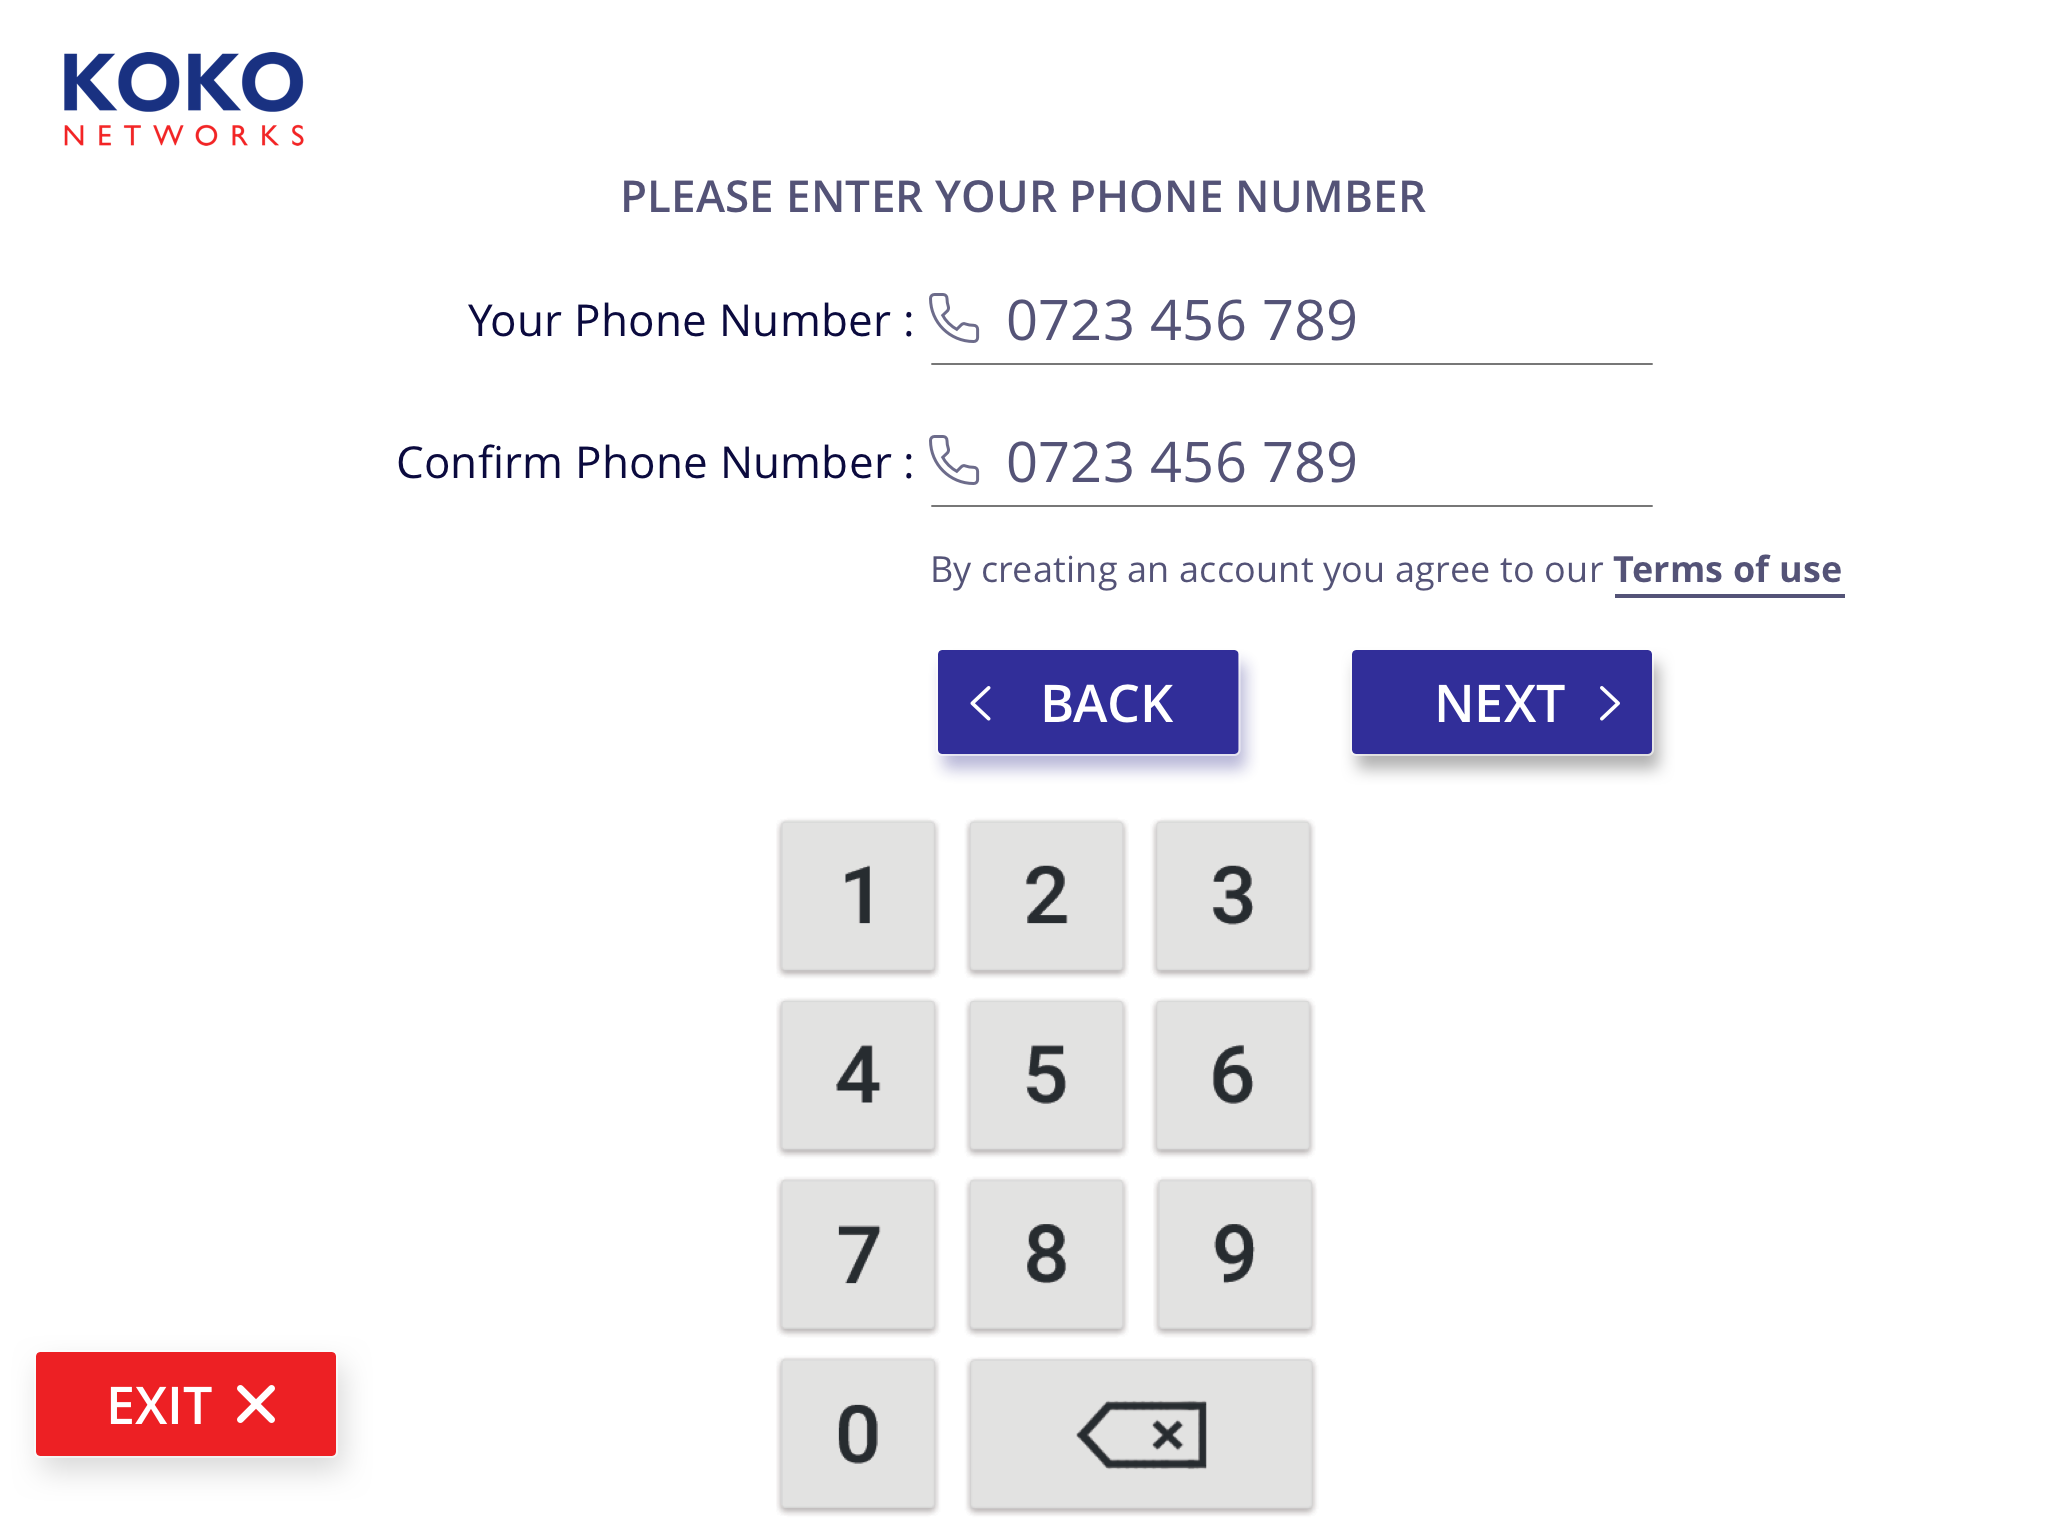 KOKO
NETWORKS
PLEASE ENTER YOUR PHONE NUMBER
Your Phone Number : 0723 456 789
Confirm Phone Number : 0723 456 789
By creating an account you agree to our Terms of use
BACK NEXT
1 2 3
4 5 6
7 8 9
EXIT
0